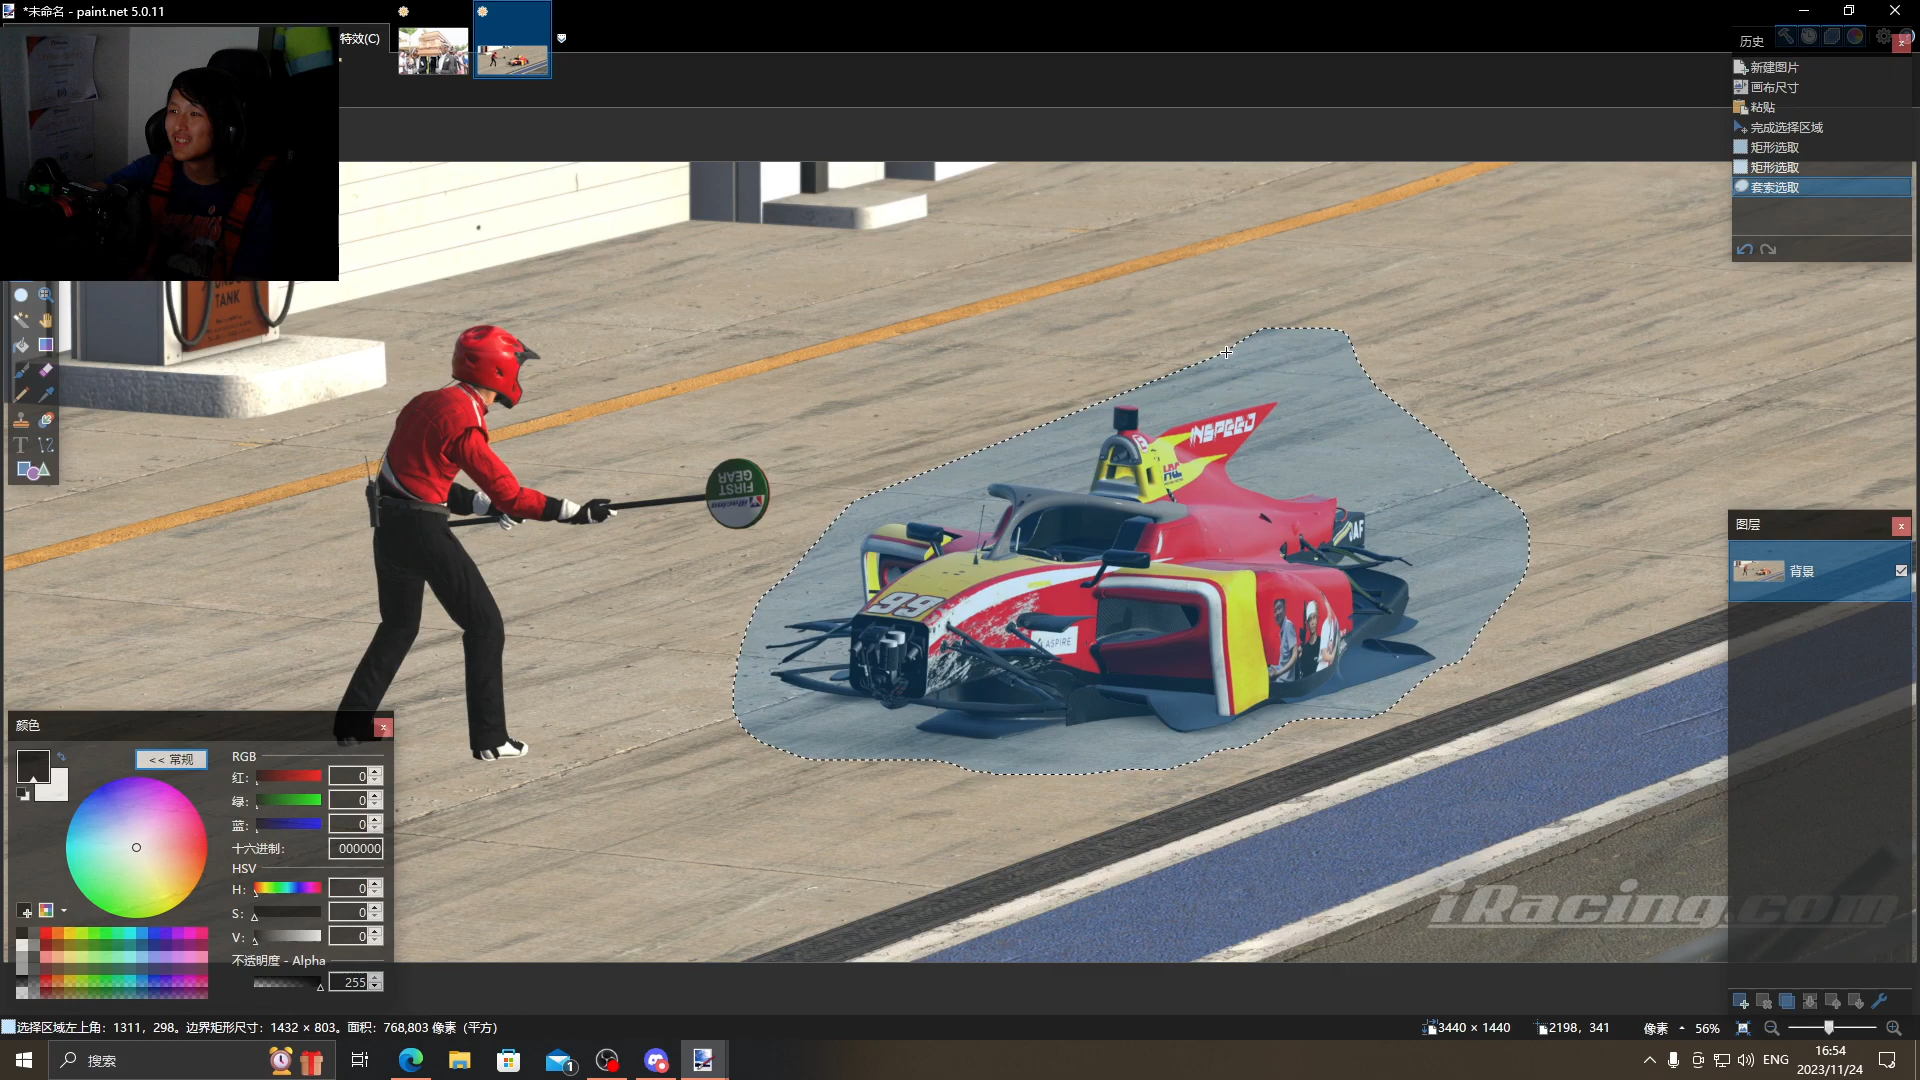 *未命名 - paint.net 5.0.11
特效(C)
历史
新建图片
画布尺寸
粘贴
完成选择区域
矩形选取
矩形选取
套索选取
TANK
FIRST
GEAR
iRacing
INSPEED
JAF
99
ASPIRE
图层
背景
颜色
<< 常规
RGB
红: 0
绿: 0
蓝: 0
十六进制: 000000
HSV
H: 0
S: 0
V: 0
不透明度 - Alpha
255
iRacing.com
选择区域左上角: 1311, 298。边界矩形尺寸: 1432 × 803。面积: 768,803 像素 (平方)
3440 × 1440
2198, 341
像素
56%
搜索
1
ENG
16:54
2023/11/24